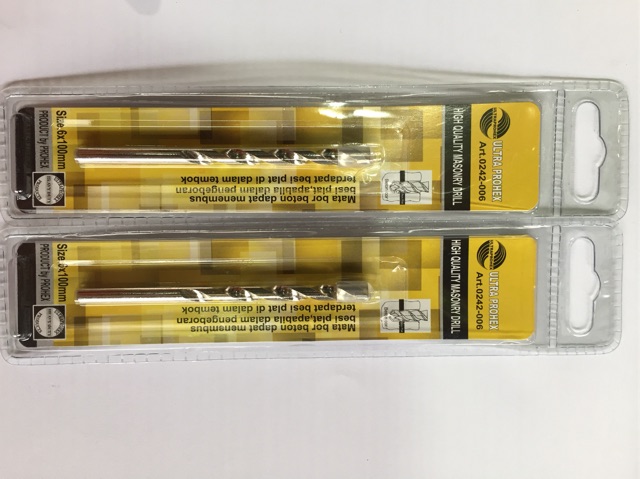 ULTRA PROHEX
Art.0242-006
HIGH QUALITY MASONRY DRILL
Mata bor beton dapat menembus
besi plat,apabila dalam pengeboran
terdapat besi plat di dalam tembok
Size:6x100mm
PRODUCT by PROHEX
ULTRA PROHEX
Art.0242-006
HIGH QUALITY MASONRY DRILL
Mata bor beton dapat menembus
besi plat,apabila dalam pengeboran
terdapat besi plat di dalam tembok
Size:6x100mm
PRODUCT by PROHEX